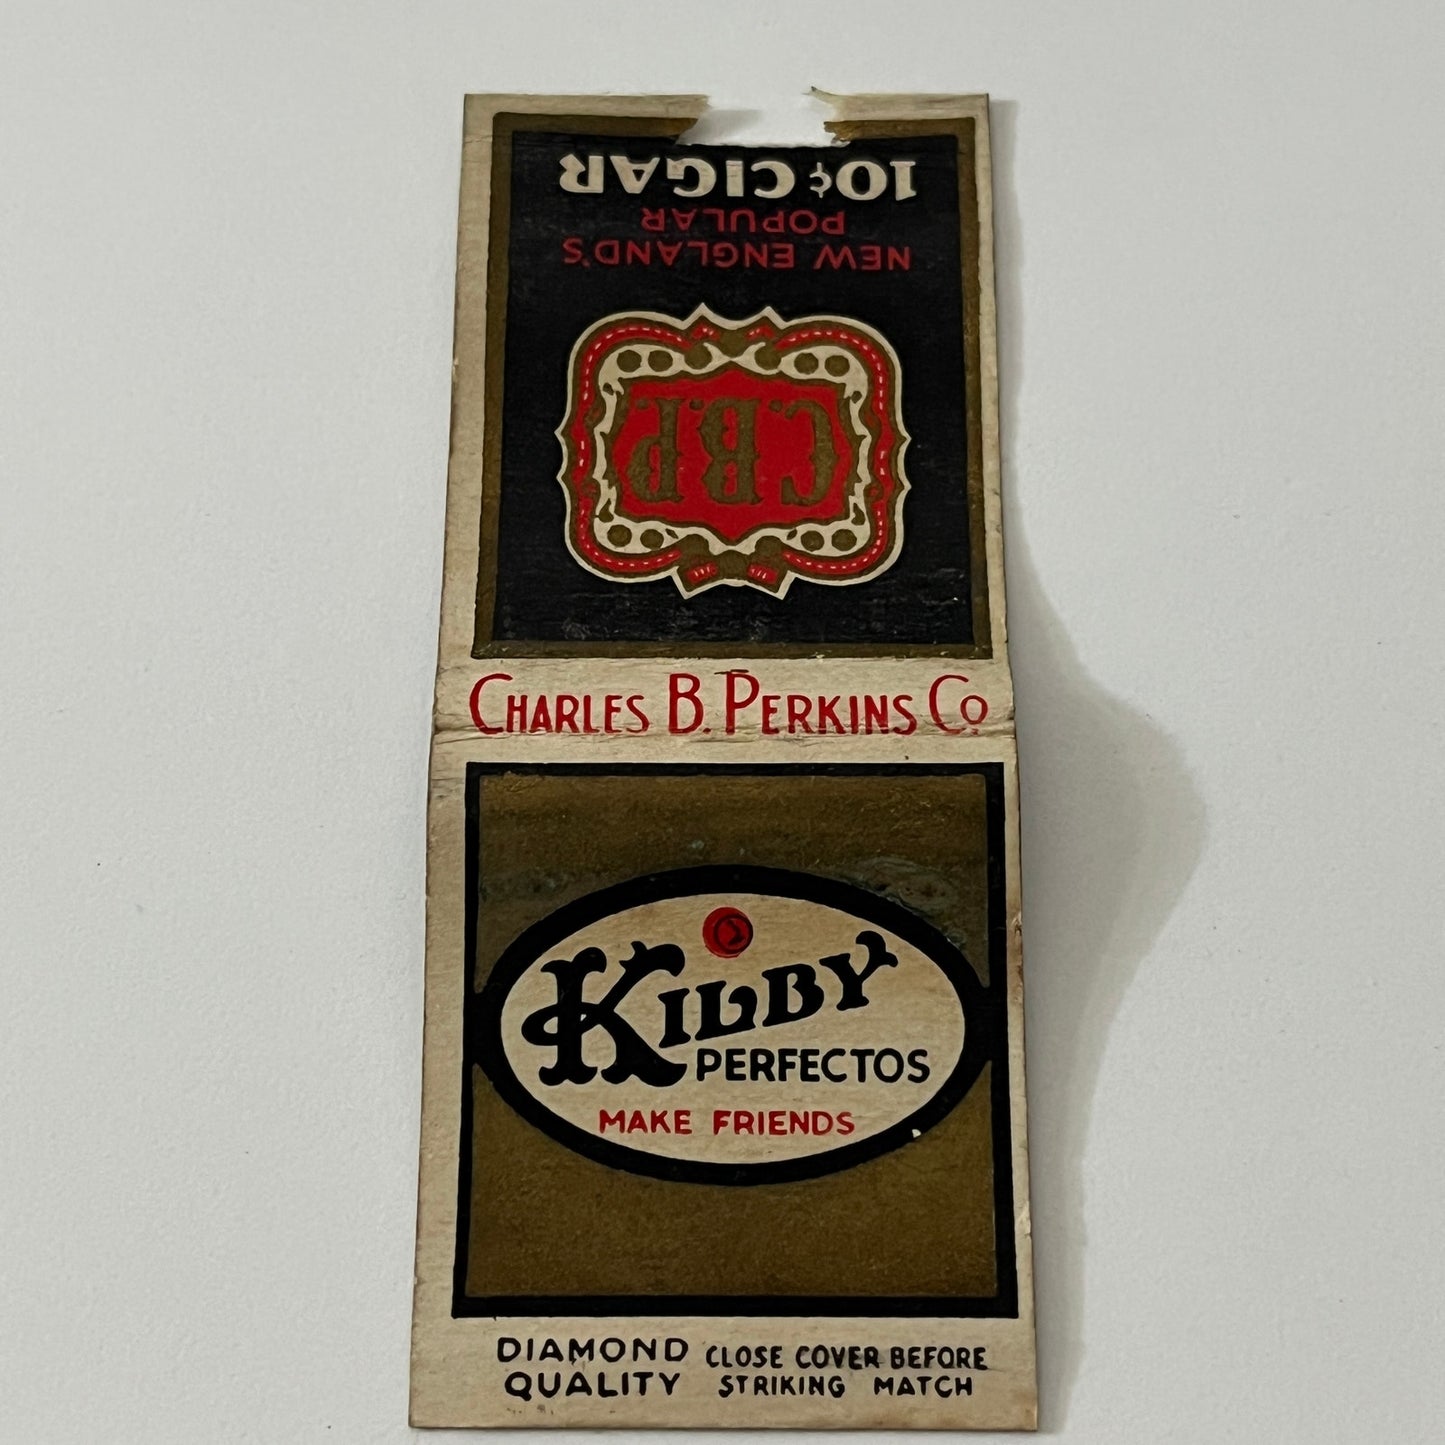 C.B.P.
NEW ENGLAND'S
POPULAR
10¢ CIGAR
CHARLES B. PERKINS Co.
KILBY
PERFECTOS
MAKE FRIENDS
DIAMOND
QUALITY
CLOSE COVER BEFORE
STRIKING MATCH